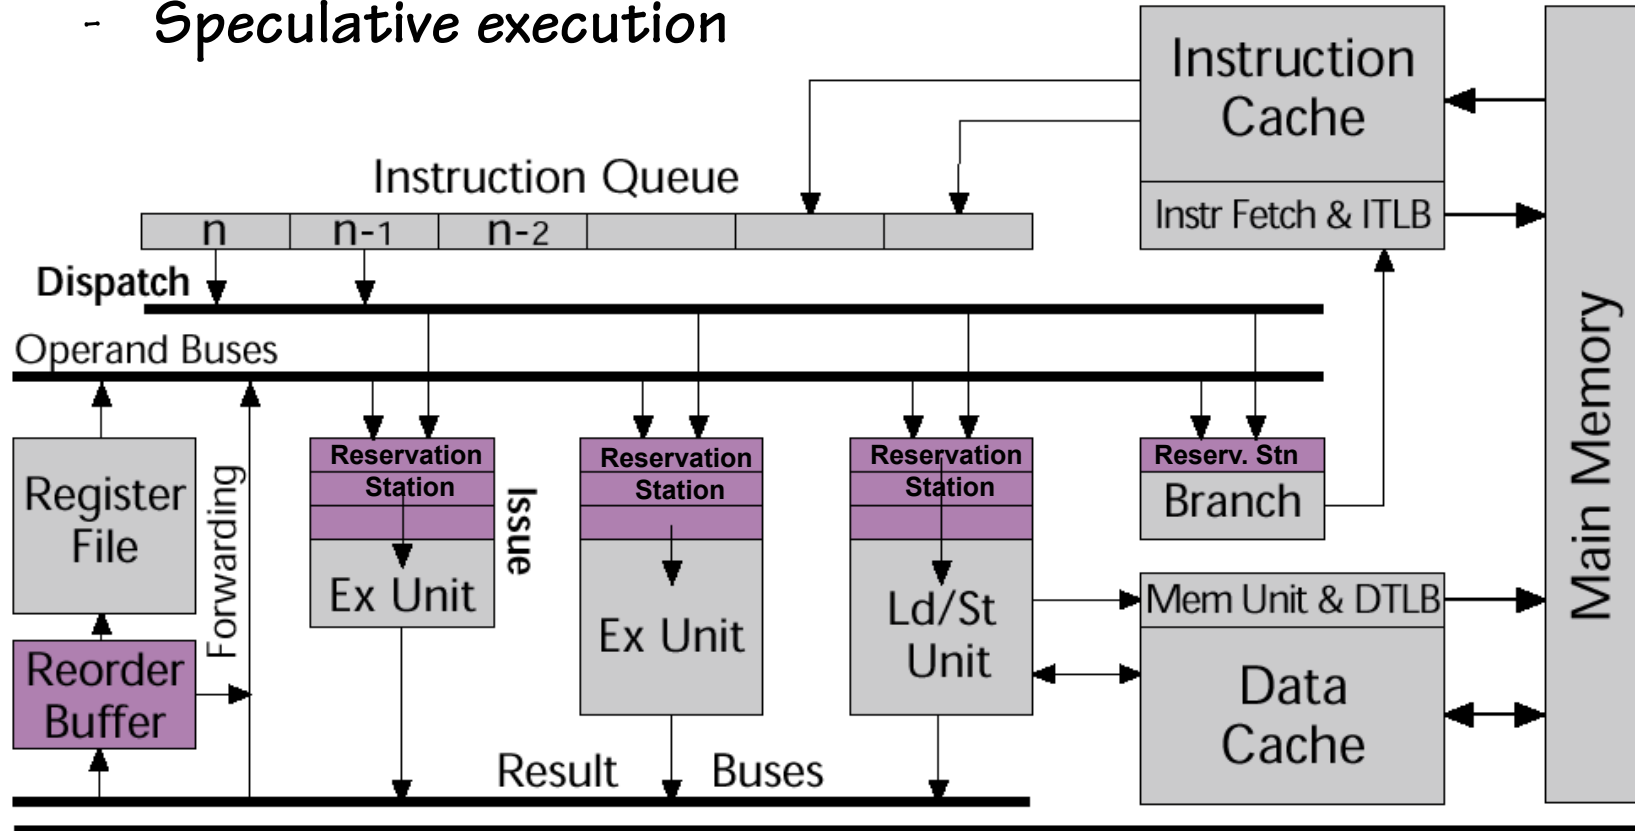 - Speculative execution
Instruction
Cache
Instr Fetch & ITLB
Main Memory
Instruction Queue
n
n-1
n-2
Dispatch
Operand Buses
Register
File
Forwarding
Reorder
Buffer
Reservation
Station
Ex Unit
Issue
Reservation
Station
Ex Unit
Reservation
Station
Ld/St
Unit
Reserv. Stn
Branch
Mem Unit & DTLB
Data
Cache
Result Buses